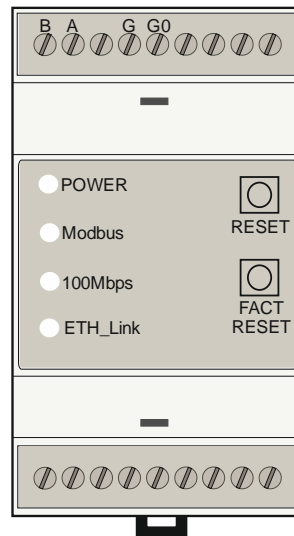 B A G G0
POWER
Modbus
100Mbps
ETH_Link
RESET
FACT
RESET